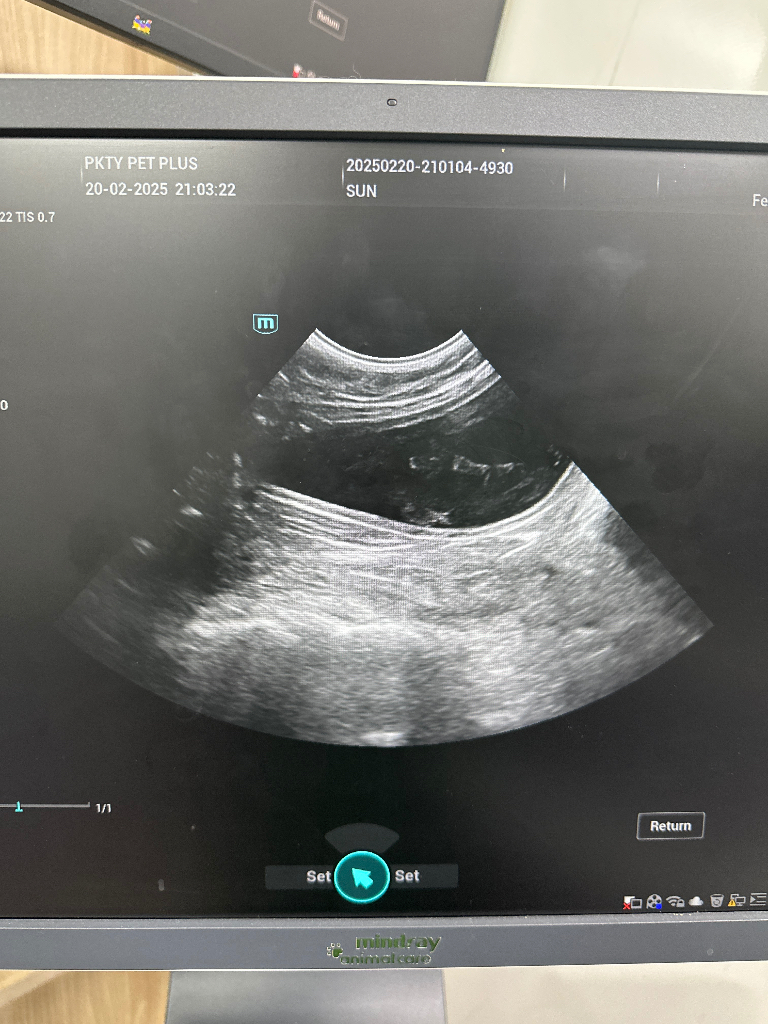 Return
PKTY PET PLUS
20-02-2025 21:03:22
20250220-210104-4930
SUN
Fe
22 TIS 0.7
m
0
1
1/1
Return
Set
Set
mindray
animal care